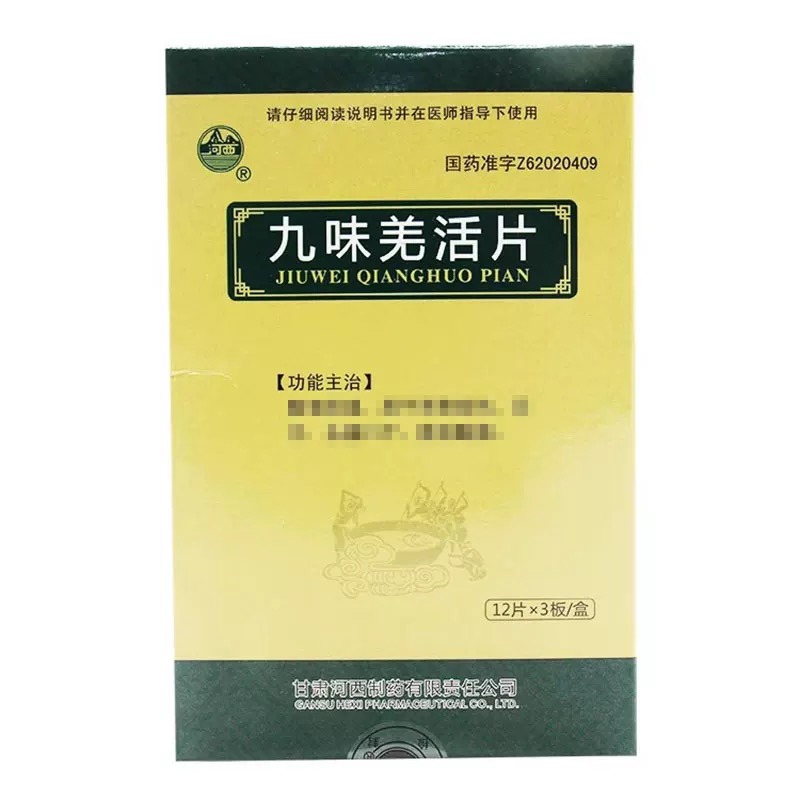 请仔细阅读说明书并在医师指导下使用
河西
®
国药准字Z62020409
九味羌活片
JIUWEI QIANGHUO PIAN
【功能主治】
12片×3板/盒
甘肃河西制药有限责任公司
GANSU HEXI PHARMACEUTICAL CO., LTD.